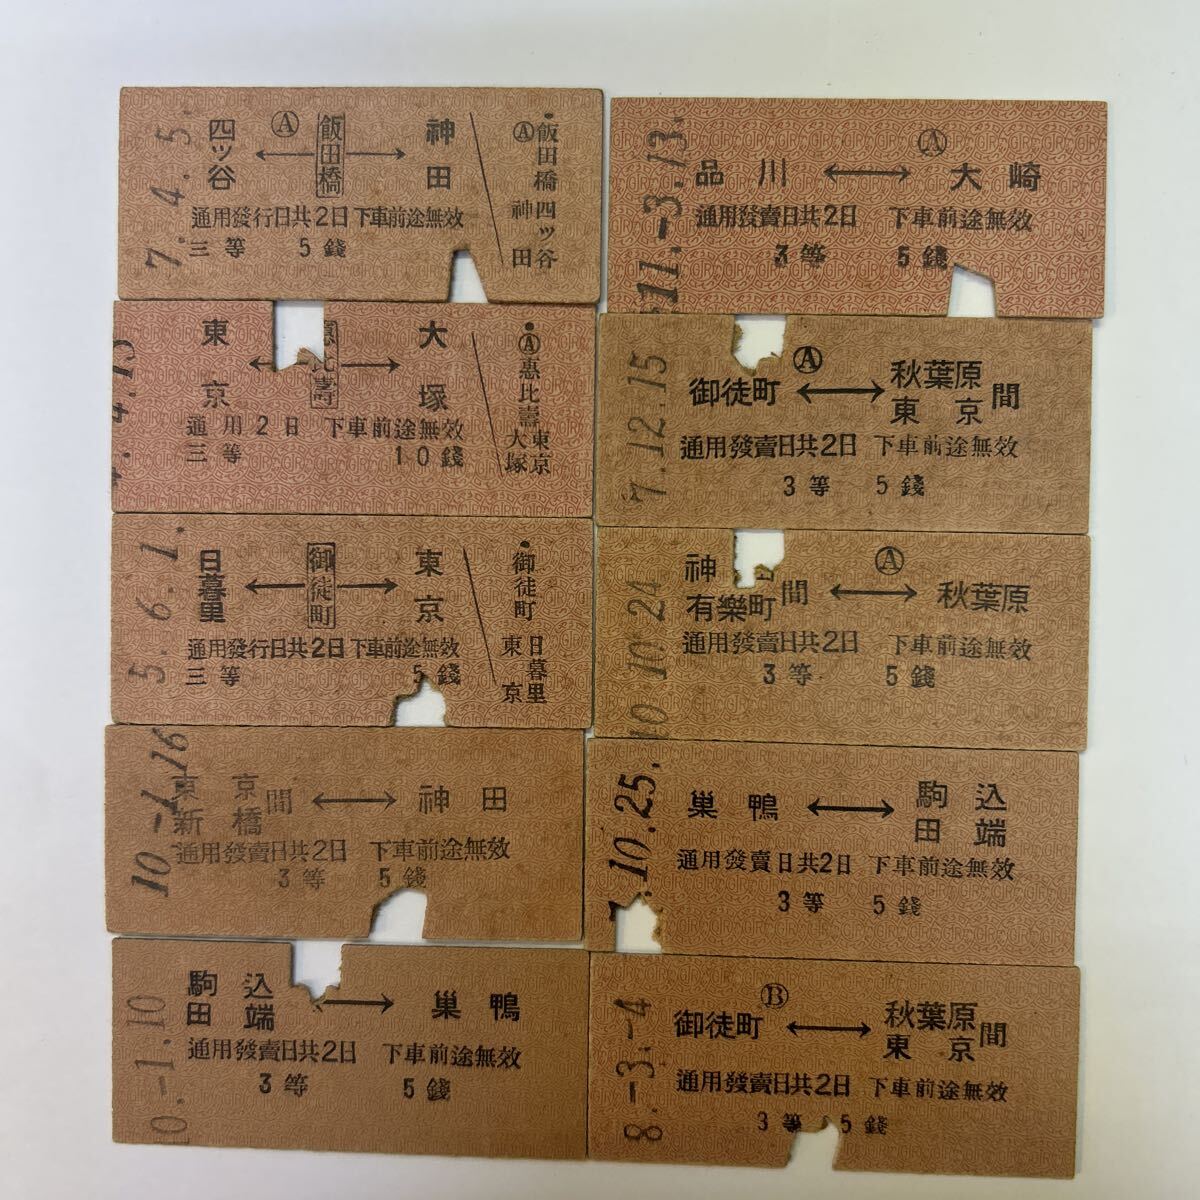 7.4.5.
四ツ谷 Ⓐ 飯田橋 神田
通用發行日共2日 下車前途無效
三等 5錢
Ⓐ・飯田橋
四ツ谷
神田
11.-3.13.
品川 ⟷ Ⓐ 大崎
通用發賣日共2日 下車前途無效
3等 5錢
東京 比壽 大塚
通用2日 下車前途無效
三等 10錢
・Ⓐ惠比壽
東京
大塚
7.12.15
御徒町 Ⓐ ⟷ 秋葉原 東京 間
通用發賣日共2日 下車前途無效
3等 5錢
5.6.1.
日暮里 ⟷ 御徒町 東京
通用發行日共2日 下車前途無效
三等 5錢
・御徒町
日暮里
東京
10.10.24
神 有樂町 間 ⟷ Ⓐ 秋葉原
通用發賣日共2日 下車前途無效
3等 5錢
10.-1.16
東京 新橋 間 ⟷ 神田
通用發賣日共2日 下車前途無效
3等 5錢
.10.25.
巣鴨 ⟷ 駒込 田端
通用發賣日共2日 下車前途無效
3等 5錢
10.-1.10
駒込 田端 → 巣鴨
通用發賣日共2日 下車前途無效
3等 5錢
8.-3.-4
御徒町 Ⓑ ⟷ 秋葉原 東京 間
通用發賣日共2日 下車前途無效
3等 5錢